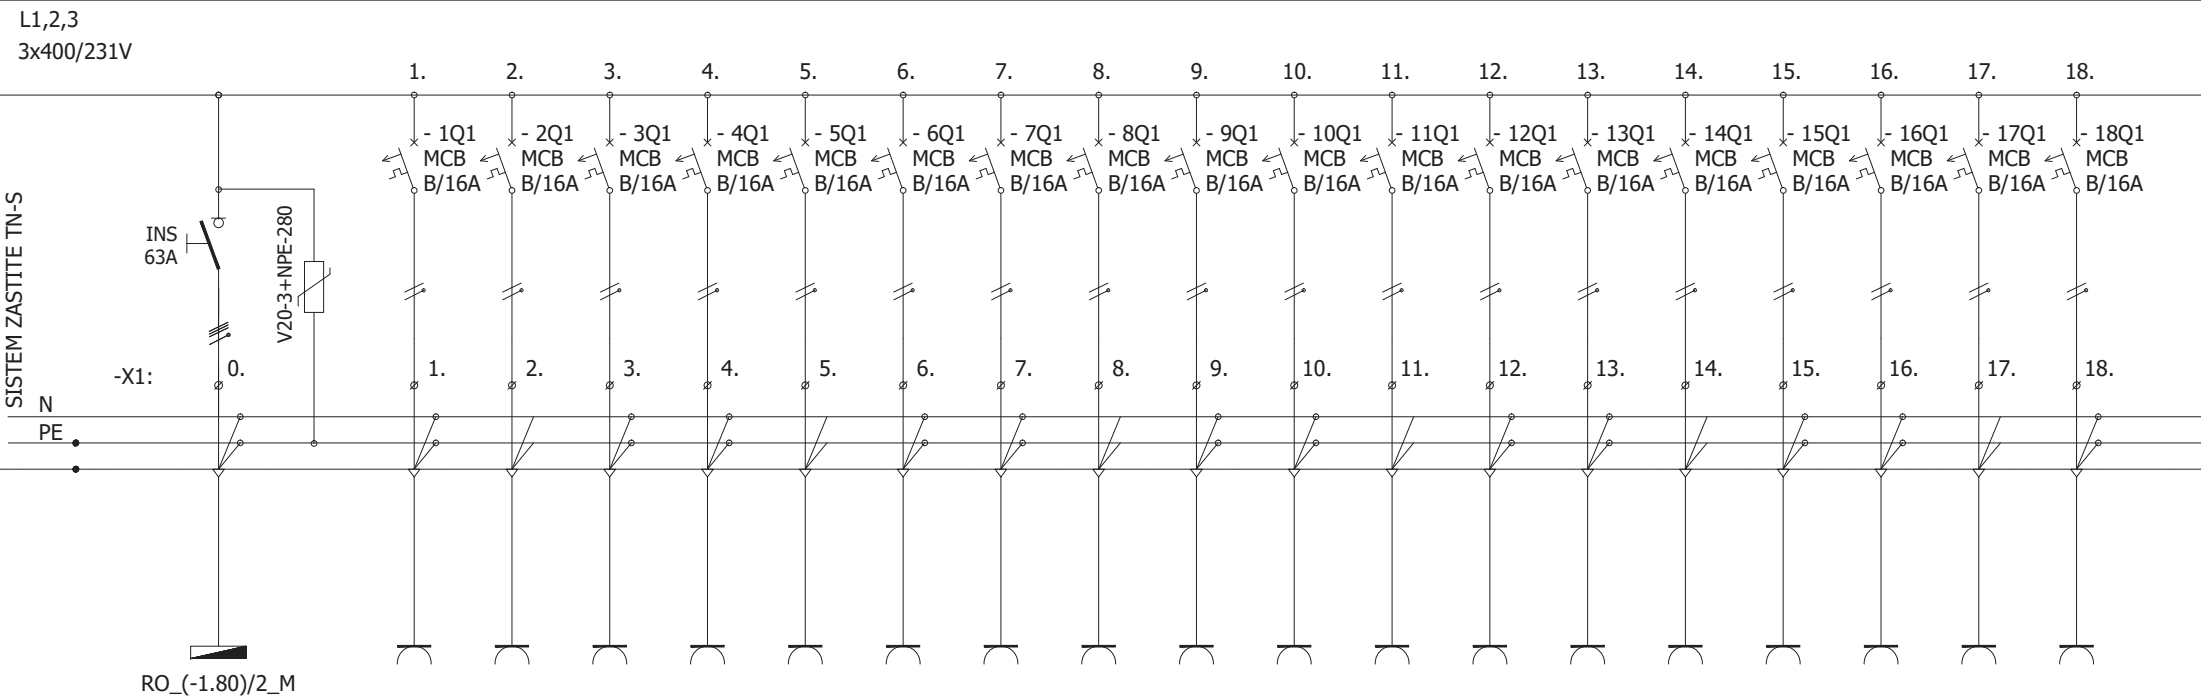 L1,2,3
3x400/231V
1. 2. 3. 4. 5. 6. 7. 8. 9. 10. 11. 12. 13. 14. 15. 16. 17. 18.
- 1Q1 - 2Q1 - 3Q1 - 4Q1 - 5Q1 - 6Q1 - 7Q1 - 8Q1 - 9Q1 - 10Q1 - 11Q1 - 12Q1 - 13Q1 - 14Q1 - 15Q1 - 16Q1 - 17Q1 - 18Q1
MCB MCB MCB MCB MCB MCB MCB MCB MCB MCB MCB MCB MCB MCB MCB MCB MCB MCB
B/16A B/16A B/16A B/16A B/16A B/16A B/16A B/16A B/16A B/16A B/16A B/16A B/16A B/16A B/16A B/16A B/16A B/16A
SISTEM ZASTITE TN-S
INS
63A
V20-3+NPE-280
-X1: 0. 1. 2. 3. 4. 5. 6. 7. 8. 9. 10. 11. 12. 13. 14. 15. 16. 17. 18.
N
PE
RO_(-1.80)/2_M